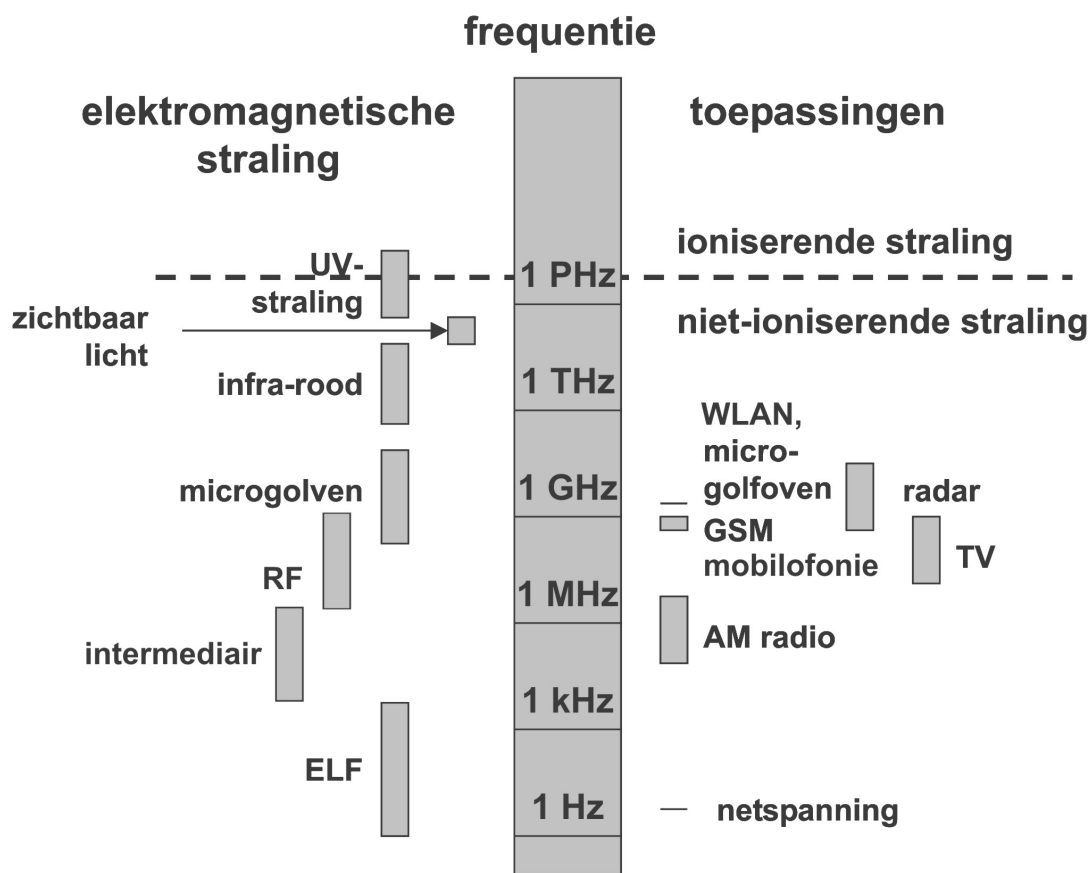 frequentie
elektromagnetische
straling
toepassingen
ioniserende straling
UV-
straling
1 PHz
zichtbaar
licht
niet-ioniserende straling
infra-rood
1 THz
WLAN,
micro-
golfoven
radar
microgolven
1 GHz
GSM
mobilofonie
TV
RF
1 MHz
AM radio
intermediair
1 kHz
ELF
1 Hz
netspanning